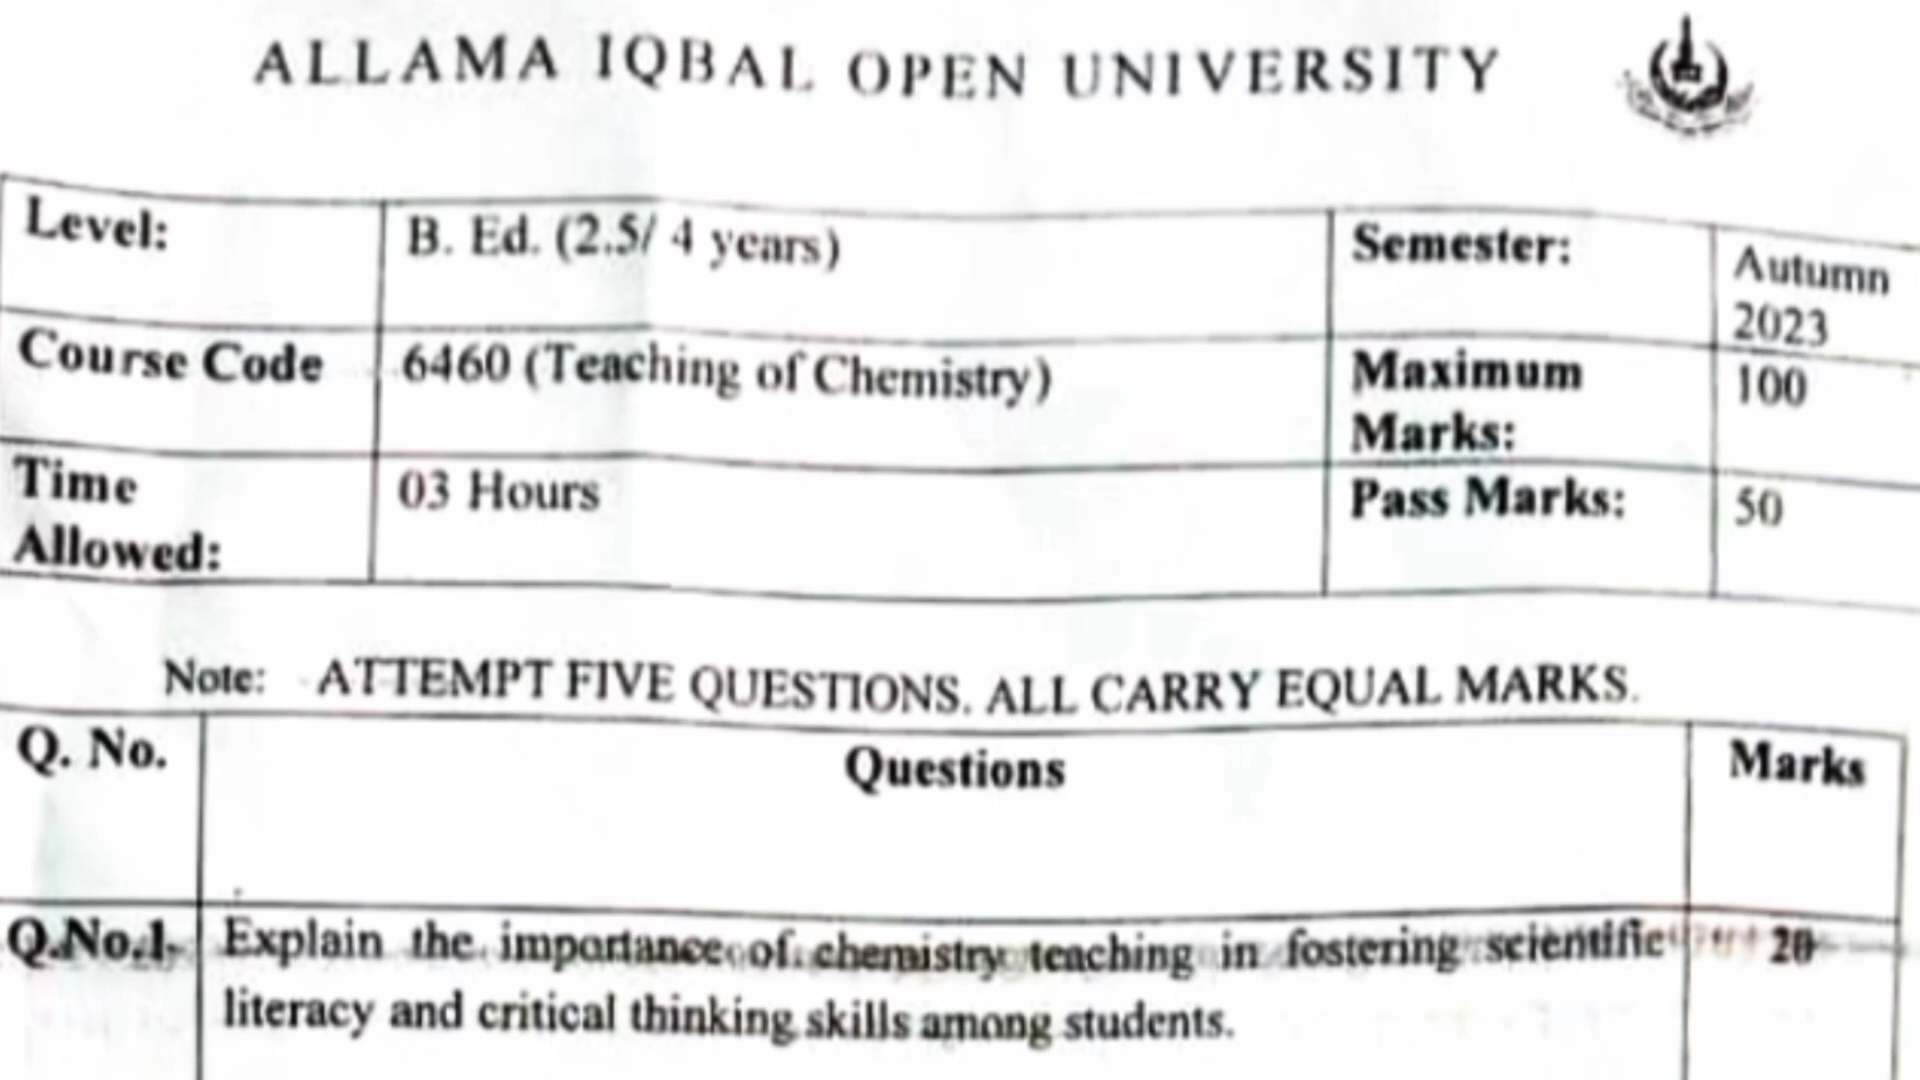 ALLAMA IQBAL OPEN UNIVERSITY
Level: B. Ed. (2.5/ 4 years) Semester: Autumn
2023
Course Code 6460 (Teaching of Chemistry) Maximum 100
Marks:
Time 03 Hours Pass Marks: 50
Allowed:
Note: ATTEMPT FIVE QUESTIONS. ALL CARRY EQUAL MARKS.
Q. No. Questions Marks
Q.No.1 Explain the importance of chemistry teaching in fostering scientific 20
literacy and critical thinking skills among students.